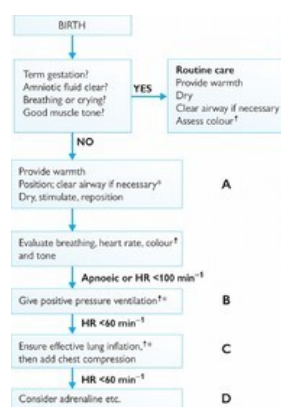 BIRTH
Term gestation?
Amniotic fluid clear?
Breathing or crying?
Good muscle tone?
YES
Routine care
Provide warmth
Dry
Clear airway if necessary
Assess colour†
NO
Provide warmth
Position; clear airway if necessary*
Dry, stimulate, reposition
A
Evaluate breathing, heart rate, colour†
and tone
Apnoeic or HR <100 min⁻¹
Give positive pressure ventilation†*
B
HR <60 min⁻¹
Ensure effective lung inflation,†*
then add chest compression
C
HR <60 min⁻¹
Consider adrenaline etc.
D